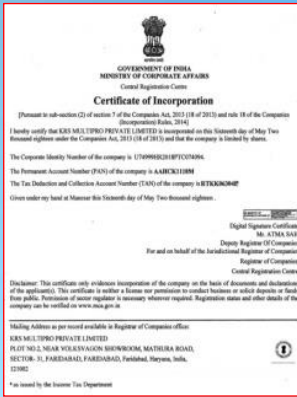 GOVERNMENT OF INDIA
MINISTRY OF CORPORATE AFFAIRS
Central Registration Centre
Certificate of Incorporation
[Pursuant to sub-section (2) of section 7 of the Companies Act, 2013 (18 of 2013) and rule 18 of the Companies
(Incorporation) Rules, 2014]
I hereby certify that KRS MULTIPRO PRIVATE LIMITED is incorporated on this Sixteenth day of May Two
thousand eighteen under the Companies Act, 2013 (18 of 2013) and that the company is limited by shares.
The Corporate Identity Number of the company is
The Permanent Account Number (PAN) of the company is
The Tax Deduction and Collection Account Number (TAN) of the company is
Given under my hand at Manesar this Sixteenth day of May Two thousand eighteen .
Digital Signature Certificate
Mr. ATMA SAH
Deputy Registrar Of Companies
For and on behalf of the Jurisdictional Registrar of Companies
Registrar of Companies
Central Registration Centre
Disclaimer: This certificate only evidences incorporation of the company on the basis of documents and declarations
of the applicant(s). This certificate is neither a license nor permission to conduct business or solicit deposits or funds
from public. Permission of sector regulator is necessary wherever required. Registration status and other details of the
company can be verified on www.mca.gov.in
Mailing Address as per record available in Registrar of Companies office:
KRS MULTIPRO PRIVATE LIMITED
PLOT NO.2, NEAR VOLKSVAGON SHOWROOM, MATHURA ROAD,
SECTOR- 31, FARIDABAD, FARIDABAD, Faridabad, Haryana, India,
121002
* as issued by the Income Tax Department